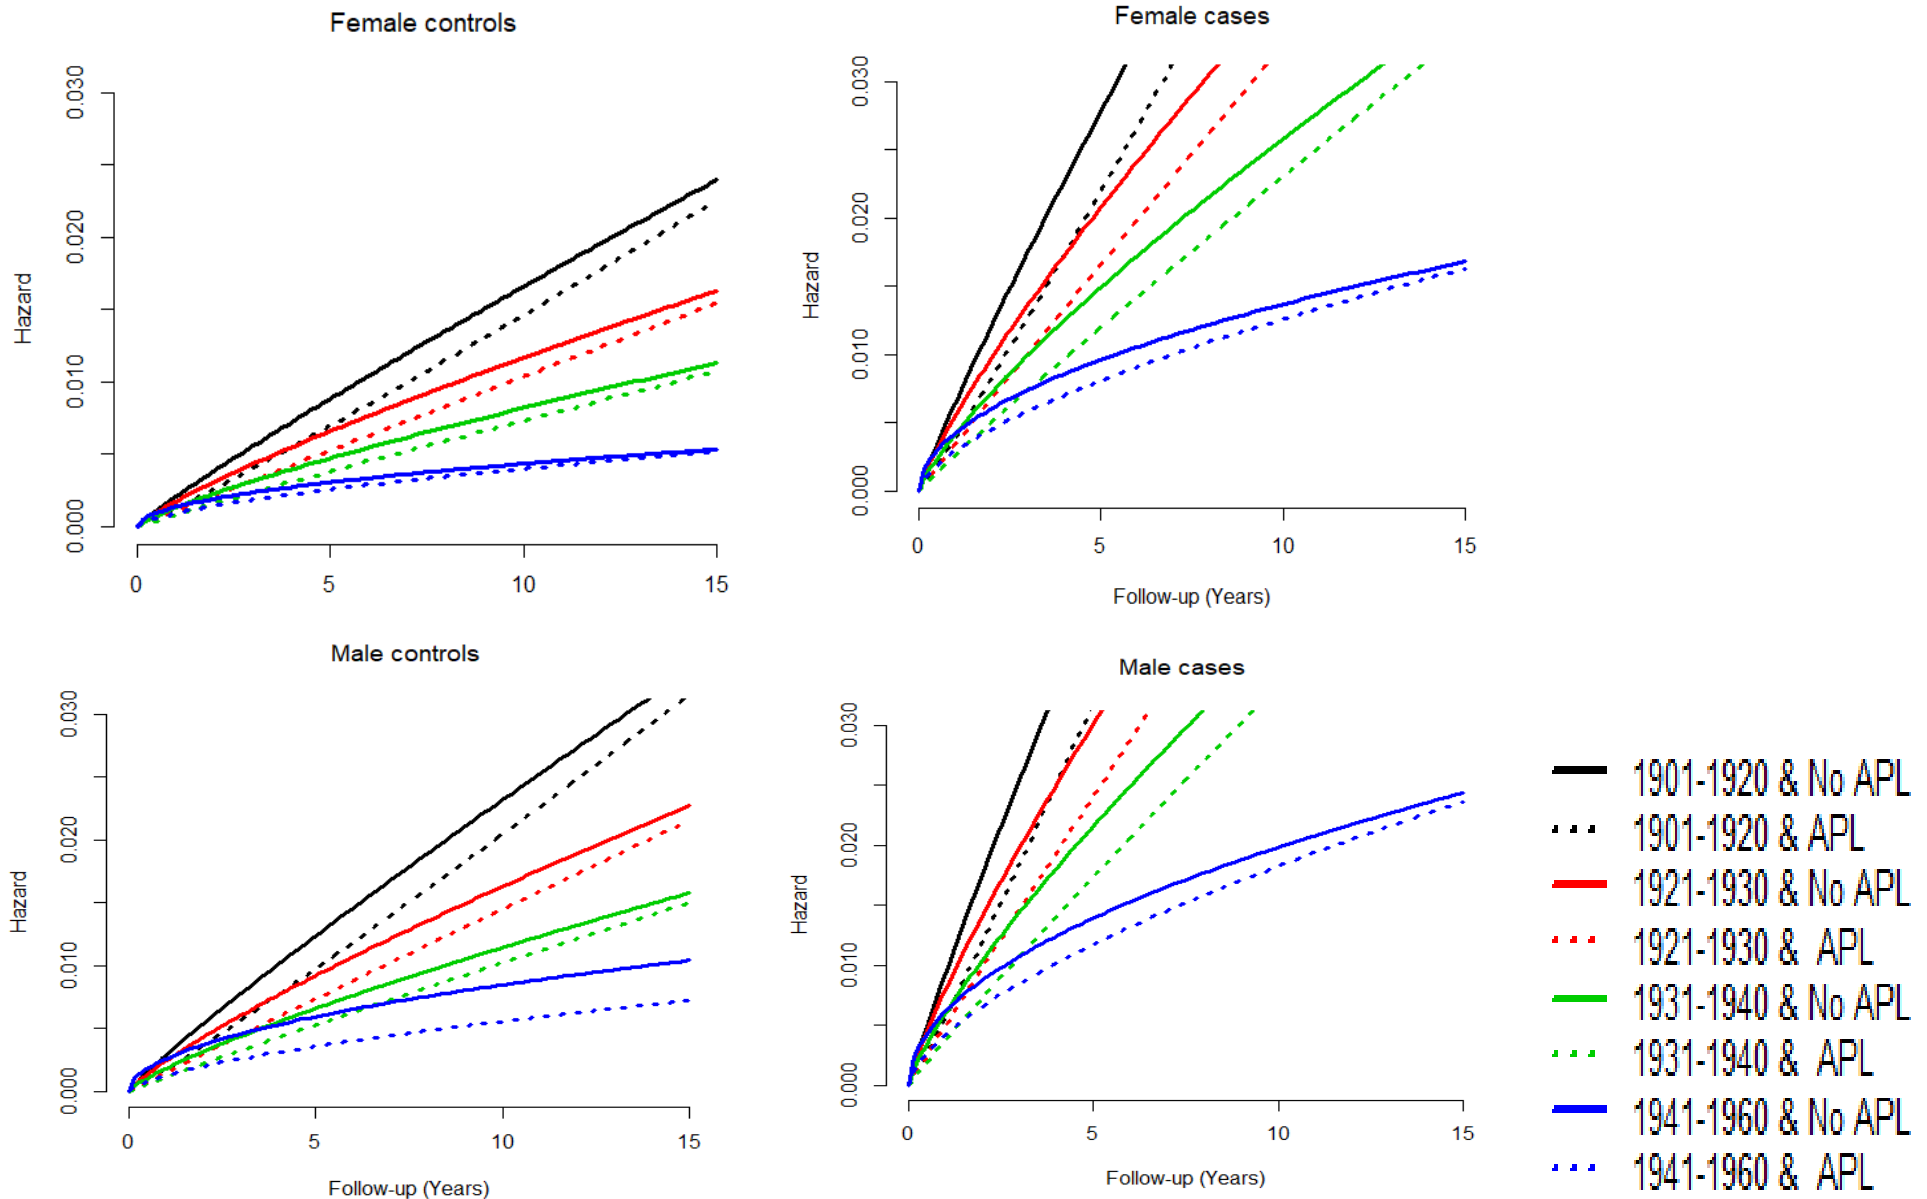 Female controls
Hazard
0.000 0.010 0.020 0.030
0 5 10 15
Female cases
Hazard
0.000 0.010 0.020 0.030
0 5 10 15
Follow-up (Years)
Male controls
Hazard
0.000 0.010 0.020 0.030
0 5 10 15
Follow-up (Years)
Male cases
Hazard
0.000 0.010 0.020 0.030
0 5 10 15
Follow-up (Years)
1901-1920 & No APL
1901-1920 & APL
1921-1930 & No APL
1921-1930 & APL
1931-1940 & No APL
1931-1940 & APL
1941-1960 & No APL
1941-1960 & APL